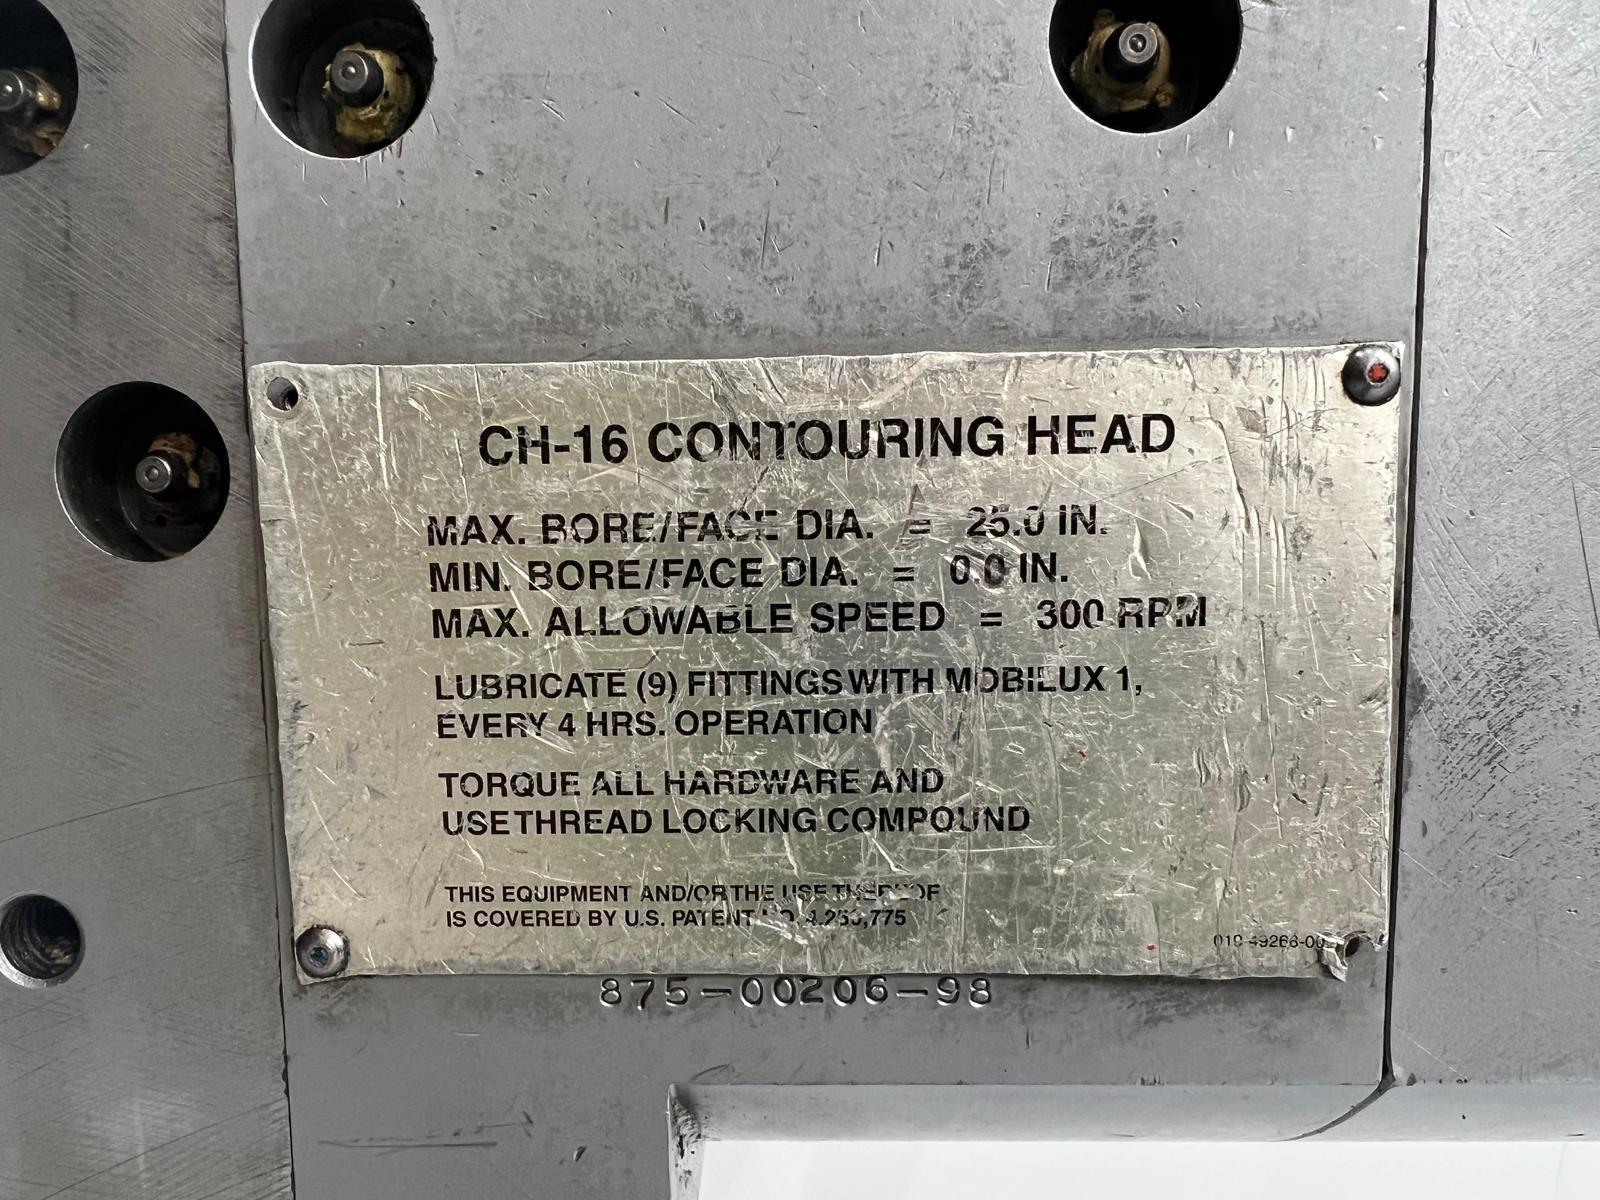 CH-16 CONTOURING HEAD
MAX. BORE/FACE DIA. = 25.0 IN.
MIN. BORE/FACE DIA. = 0.0 IN.
MAX. ALLOWABLE SPEED = 300 RPM
LUBRICATE (9) FITTINGS WITH MOBILUX 1,
EVERY 4 HRS. OPERATION
TORQUE ALL HARDWARE AND
USE THREAD LOCKING COMPOUND
THIS EQUIPMENT AND/OR THE USE THEREOF
IS COVERED BY U.S. PATENT NO.
875-00206-98